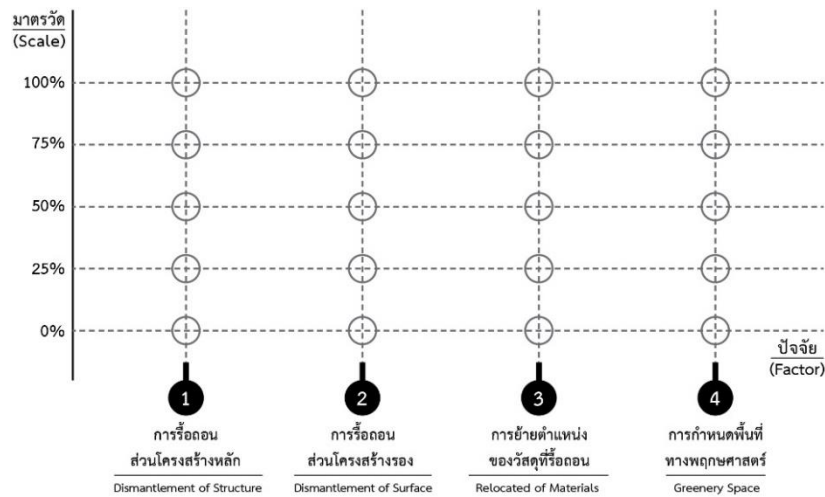 มาตรวัด
(Scale)
100%
75%
50%
25%
0%
ปัจจัย
(Factor)
1
การรื้อถอน
ส่วนโครงสร้างหลัก
Dismantlement of Structure
2
การรื้อถอน
ส่วนโครงสร้างรอง
Dismantlement of Surface
3
การย้ายตำแหน่ง
ของวัสดุที่รื้อถอน
Relocated of Materials
4
การกำหนดพื้นที่
ทางพฤกษศาสตร์
Greenery Space